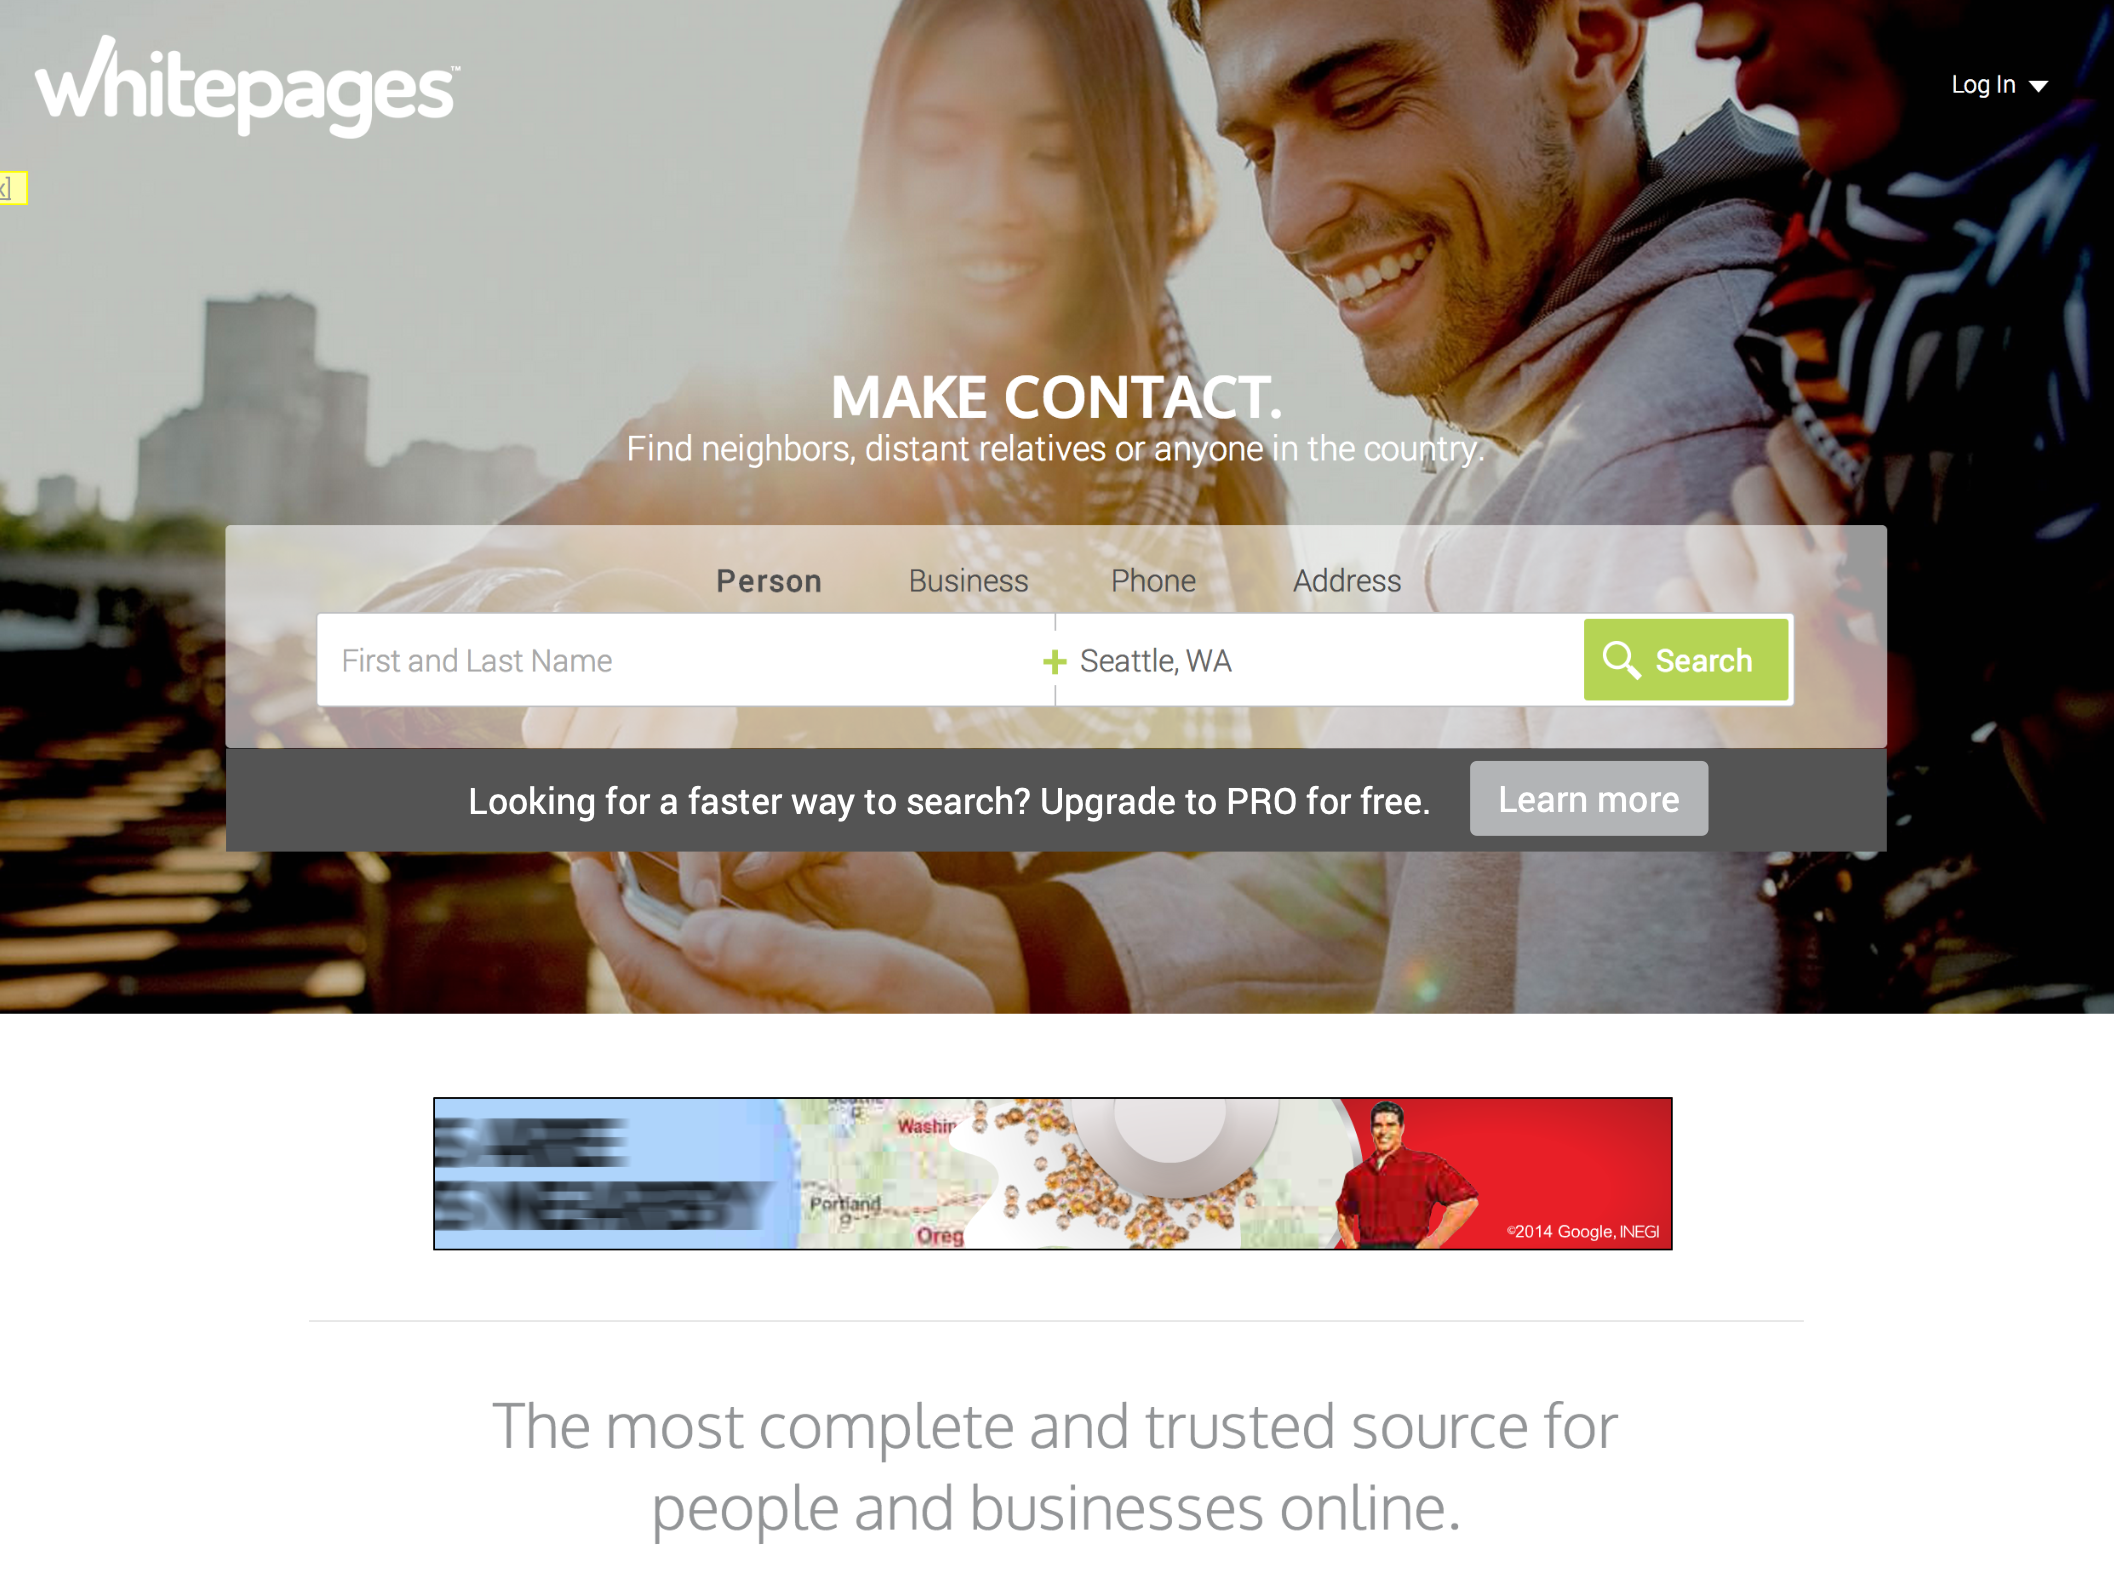 whitepages™
Log In
x]
MAKE CONTACT.
Find neighbors, distant relatives or anyone in the country.
Person Business Phone Address
First and Last Name + Seattle, WA Search
Looking for a faster way to search? Upgrade to PRO for free. Learn more
Washin
Portland
Oreg
©2014 Google, INEGI
The most complete and trusted source for
people and businesses online.